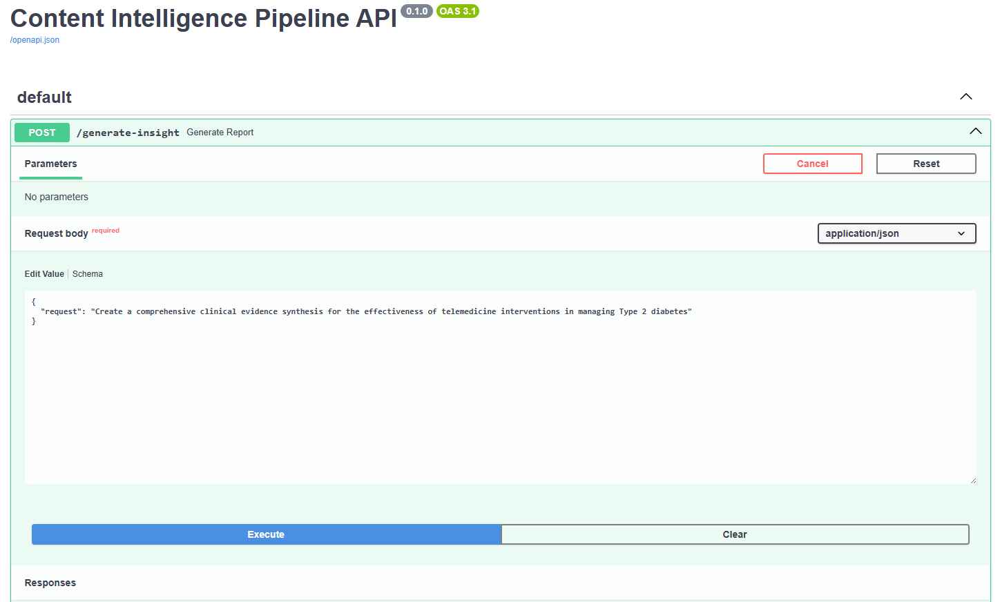 Content Intelligence Pipeline API 0.1.0 OAS 3.1
/openapi.json
default
POST /generate-insight Generate Report
Parameters Cancel Reset
No parameters
Request body required application/json
Edit Value Schema
{
"request": "Create a comprehensive clinical evidence synthesis for the effectiveness of telemedicine interventions in managing Type 2 diabetes"
}
Execute Clear
Responses